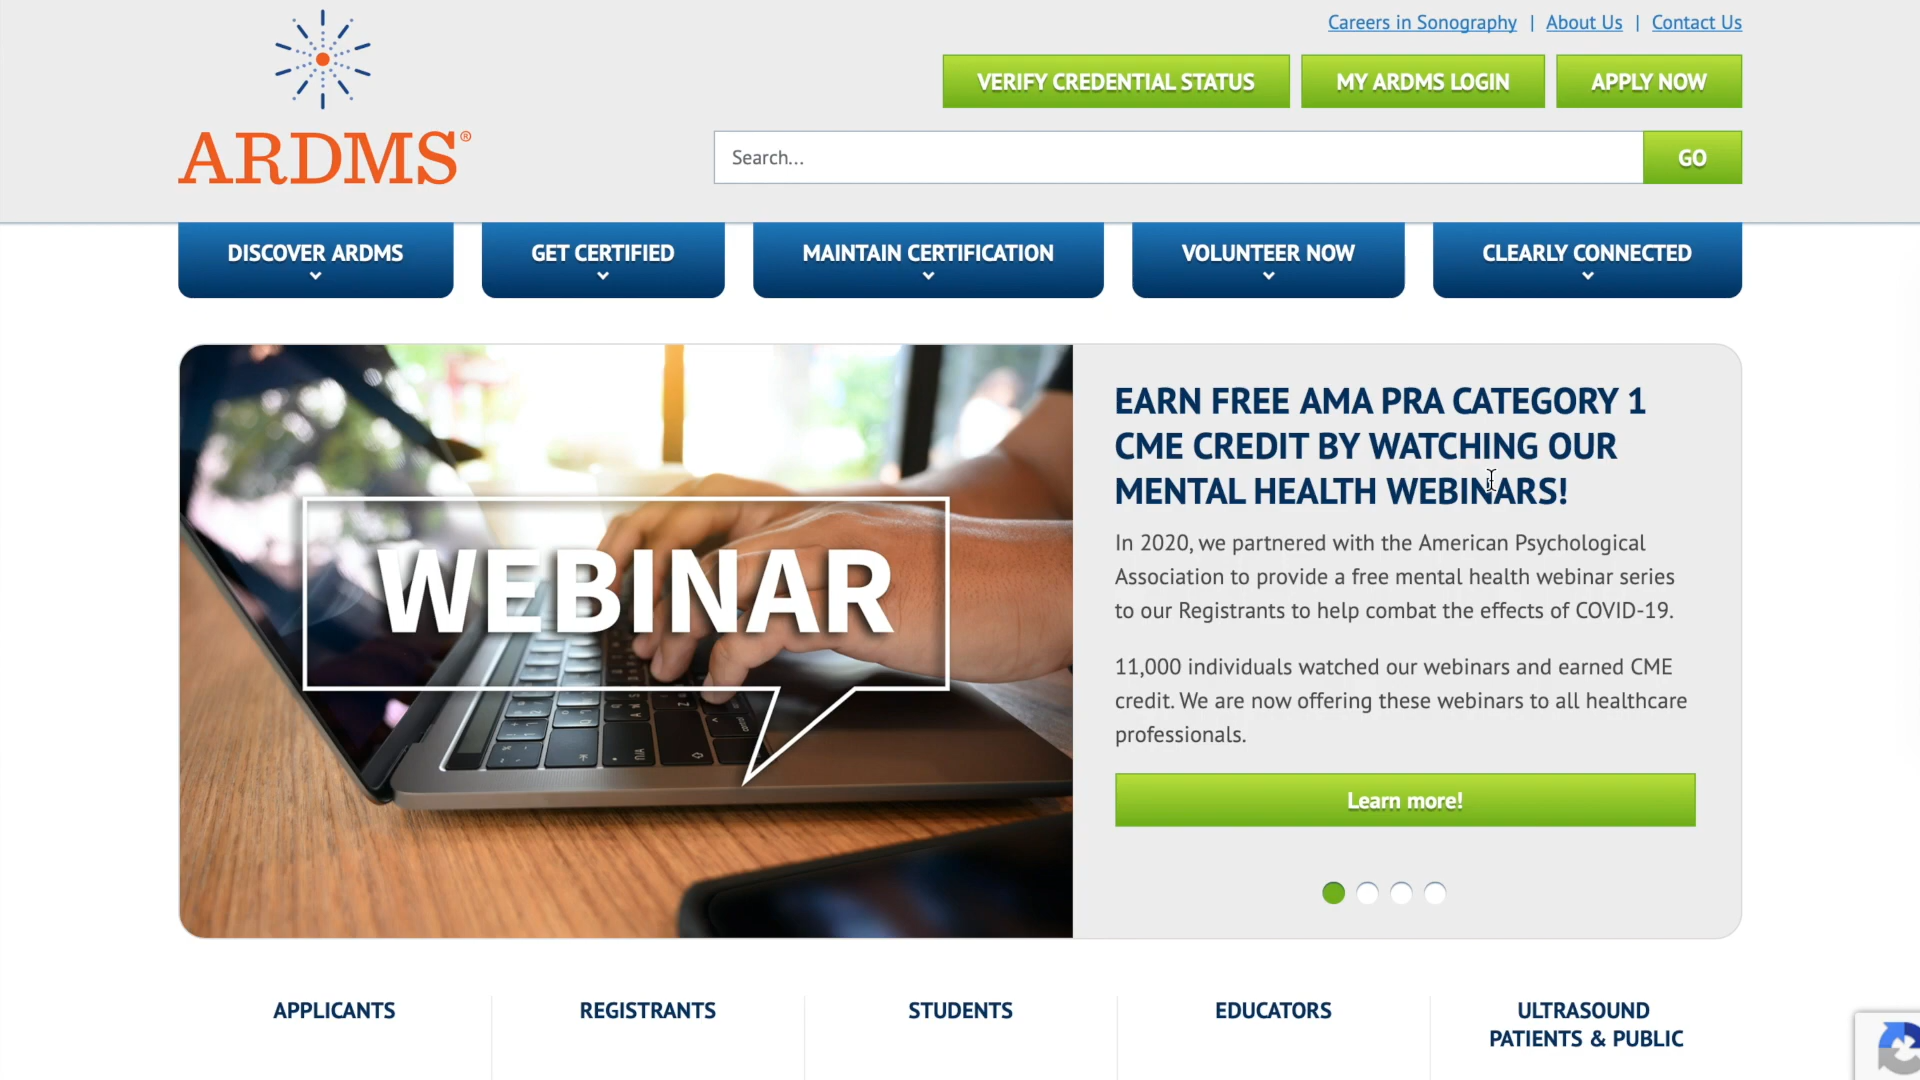 Careers in Sonography | About Us | Contact Us
VERIFY CREDENTIAL STATUS
MY ARDMS LOGIN
APPLY NOW
ARDMS®
Search...
GO
DISCOVER ARDMS
GET CERTIFIED
MAINTAIN CERTIFICATION
VOLUNTEER NOW
CLEARLY CONNECTED
WEBINAR
EARN FREE AMA PRA CATEGORY 1
CME CREDIT BY WATCHING OUR
MENTAL HEALTH WEBINARS!
In 2020, we partnered with the American Psychological
Association to provide a free mental health webinar series
to our Registrants to help combat the effects of COVID-19.
11,000 individuals watched our webinars and earned CME
credit. We are now offering these webinars to all healthcare
professionals.
Learn more!
APPLICANTS
REGISTRANTS
STUDENTS
EDUCATORS
ULTRASOUND
PATIENTS & PUBLIC